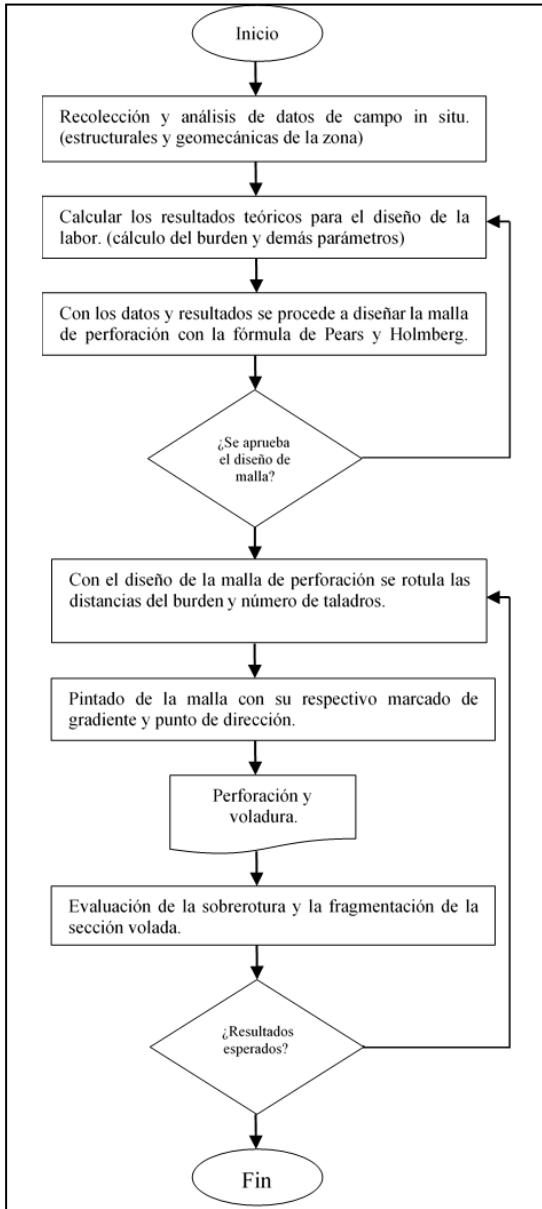 Inicio
Recolección y análisis de datos de campo in situ.
(estructurales y geomecánicas de la zona)
Calcular los resultados teóricos para el diseño de la
labor. (cálculo del burden y demás parámetros)
Con los datos y resultados se procede a diseñar la malla
de perforación con la fórmula de Pears y Holmberg.
¿Se aprueba
el diseño de
malla?
Con el diseño de la malla de perforación se rotula las
distancias del burden y número de taladros.
Pintado de la malla con su respectivo marcado de
gradiente y punto de dirección.
Perforación y
voladura.
Evaluación de la sobrerotura y la fragmentación de la
sección volada.
¿Resultados
esperados?
Fin